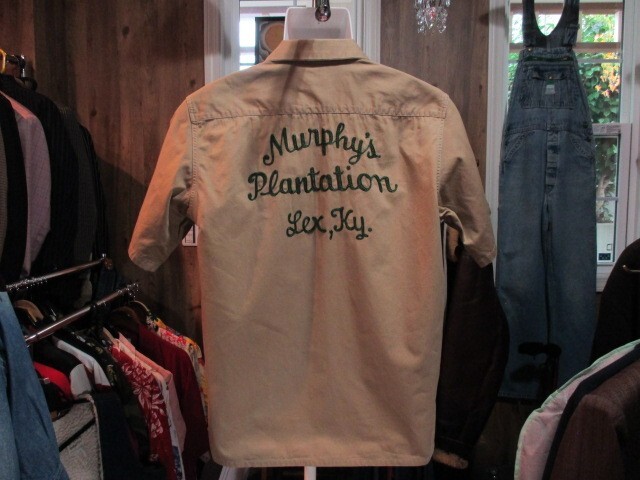 Murphy's
Plantation
Lex, Ky.